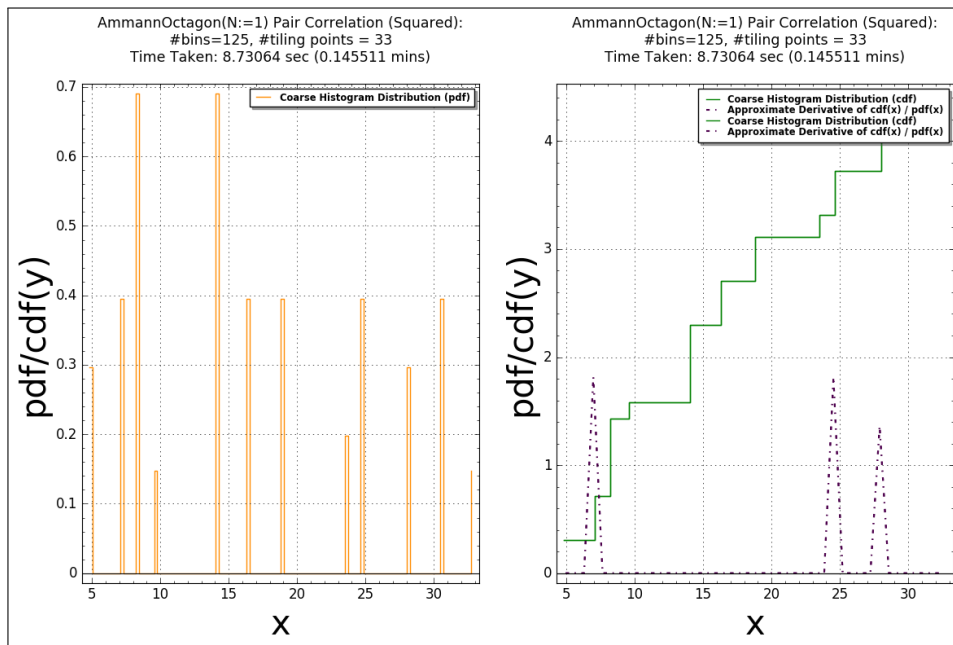 AmmannOctagon(N:=1) Pair Correlation (Squared):
#bins=125, #tiling points = 33
Time Taken: 8.73064 sec (0.145511 mins)
Coarse Histogram Distribution (pdf)
0.7
0.6
0.5
0.4
0.3
0.2
0.1
0
pdf/cdf(y)
5 10 15 20 25 30
x
AmmannOctagon(N:=1) Pair Correlation (Squared):
#bins=125, #tiling points = 33
Time Taken: 8.73064 sec (0.145511 mins)
Coarse Histogram Distribution (cdf)
Approximate Derivative of cdf(x) / pdf(x)
Coarse Histogram Distribution (cdf)
Approximate Derivative of cdf(x) / pdf(x)
4
3
2
1
0
pdf/cdf(y)
5 10 15 20 25 30
x